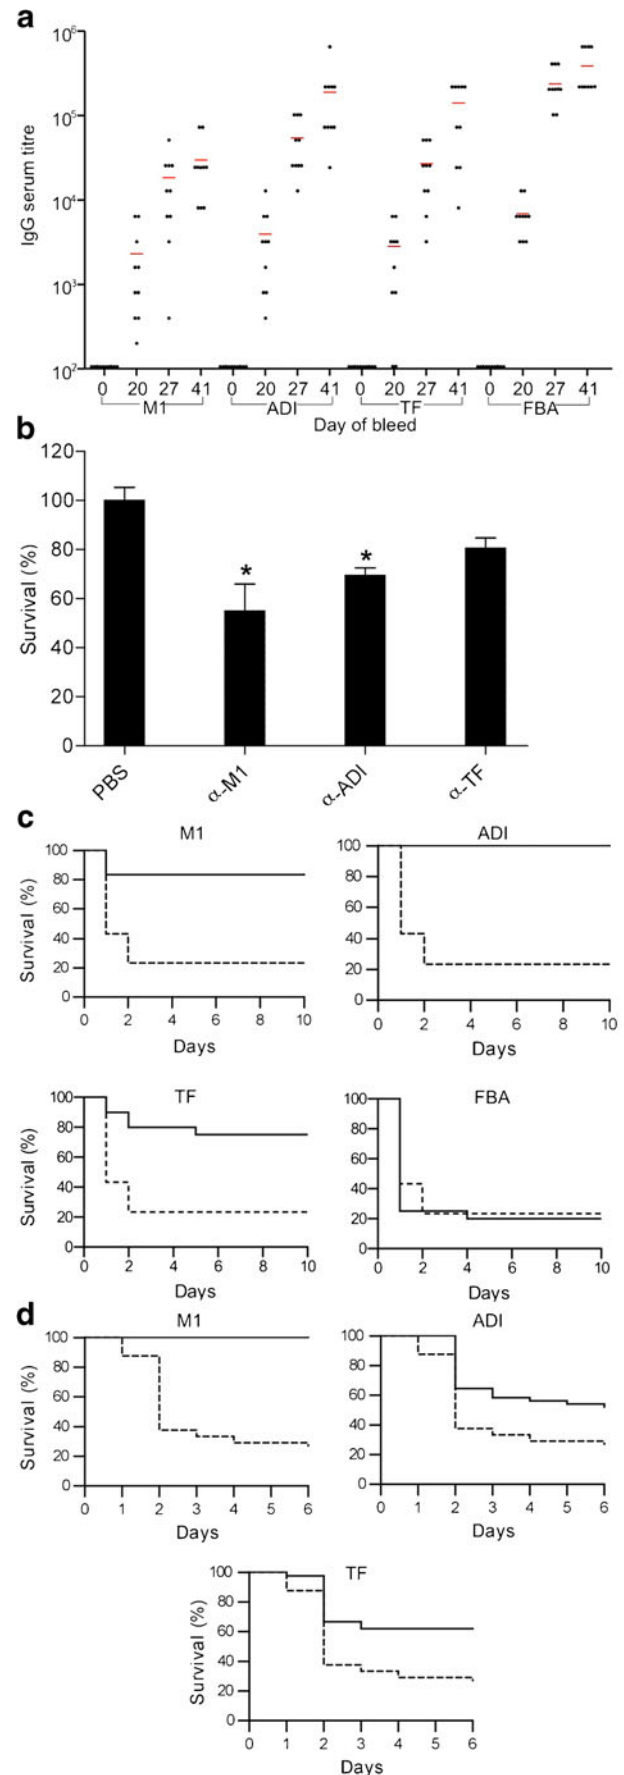 a
IgG serum titre
10⁶
10⁵
10⁴
10³
10²
0 20 27 41 0 20 27 41 0 20 27 41 0 20 27 41
M1 ADI TF FBA
Day of bleed
b
Survival (%)
120
100
80
60
40
20
0
* *
PBS α-M1 α-ADI α-TF
c
M1
Survival (%)
100
80
60
40
20
0
0 2 4 6 8 10
Days
ADI
100
80
60
40
20
0
0 2 4 6 8 10
Days
TF
Survival (%)
100
80
60
40
20
0
0 2 4 6 8 10
Days
FBA
100
80
60
40
20
0
0 2 4 6 8 10
Days
d
M1
Survival (%)
100
80
60
40
20
0
0 1 2 3 4 5 6
Days
ADI
100
80
60
40
20
0
0 1 2 3 4 5 6
Days
TF
Survival (%)
100
80
60
40
20
0
0 1 2 3 4 5 6
Days